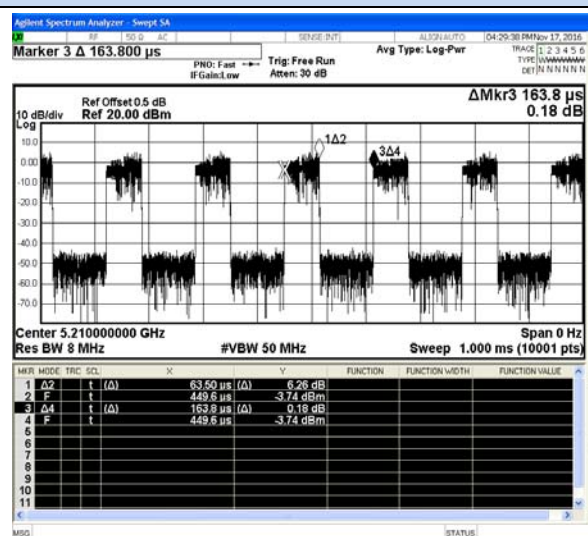 Agilent Spectrum Analyzer - Swept SA
LXI RF 50 Ω AC SENSE:INT ALIGN AUTO 04:29:38 PM Nov 17, 2016
Marker 3 Δ 163.800 µs
PNO: Fast
IFGain:Low
Trig: Free Run
Atten: 30 dB
Avg Type: Log-Pwr
TRACE 1 2 3 4 5 6
TYPE
DET N N N N N N
Ref Offset 0.5 dB
10 dB/div Ref 20.00 dBm
ΔMkr3 163.8 µs
0.18 dB
Log
10.0
0.00
-10.0
-20.0
-30.0
-40.0
-50.0
-60.0
-70.0
1Δ2
3Δ4
X
Center 5.210000000 GHz Span 0 Hz
Res BW 8 MHz #VBW 50 MHz Sweep 1.000 ms (10001 pts)
MKR MODE TRC SCL X Y FUNCTION FUNCTION WIDTH FUNCTION VALUE
1 Δ2 t (Δ) 63.50 µs (Δ) 6.26 dB
2 F t 449.6 µs -3.74 dBm
3 Δ4 t (Δ) 163.8 µs (Δ) 0.18 dB
4 F t 449.6 µs -3.74 dBm
5
6
7
8
9
10
11
MSG STATUS